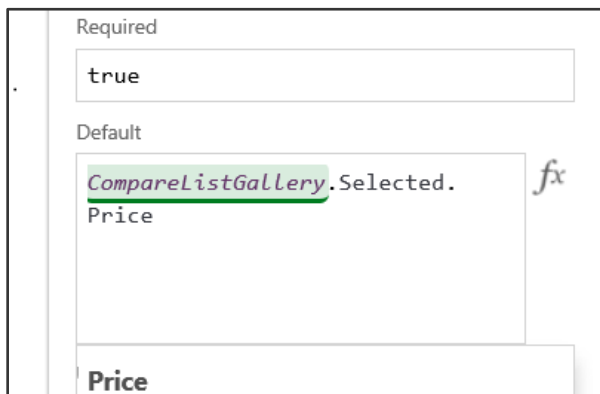 Required
true
Default
CompareListGallery.Selected.
Price
fx
Price